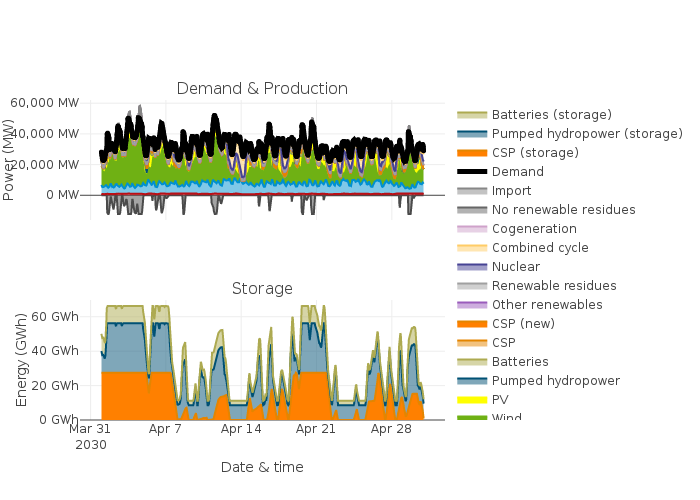 Demand & Production
60,000 MW
40,000 MW
20,000 MW
0 MW
Power (MW)
Storage
60 GWh
40 GWh
20 GWh
0 GWh
Energy (GWh)
Mar 31
2030
Apr 7
Apr 14
Apr 21
Apr 28
Date & time
Batteries (storage)
Pumped hydropower (storage)
CSP (storage)
Demand
Import
No renewable residues
Cogeneration
Combined cycle
Nuclear
Renewable residues
Other renewables
CSP (new)
CSP
Batteries
Pumped hydropower
PV
Wind